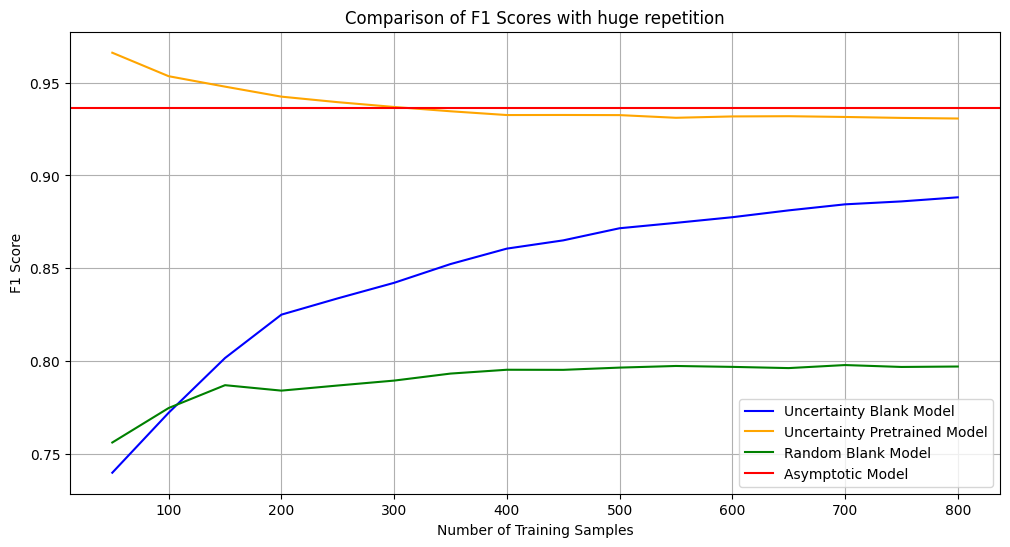 Comparison of F1 Scores with huge repetition
F1 Score
0.95
0.90
0.85
0.80
0.75
100 200 300 400 500 600 700 800
Number of Training Samples
Uncertainty Blank Model
Uncertainty Pretrained Model
Random Blank Model
Asymptotic Model